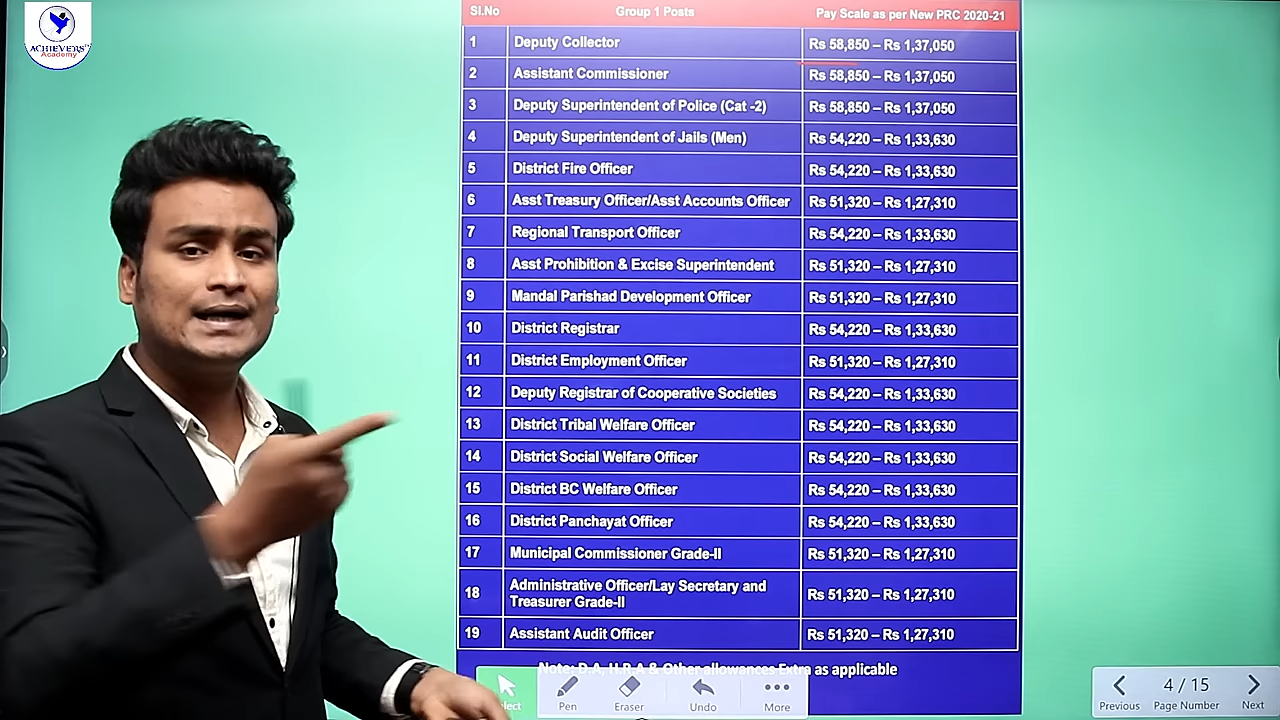 ACHIEVERS
Academy
Sl.No Group 1 Posts Pay Scale as per New PRC 2020-21
1 Deputy Collector Rs 58,850 – Rs 1,37,050
2 Assistant Commissioner Rs 58,850 – Rs 1,37,050
3 Deputy Superintendent of Police (Cat -2) Rs 58,850 – Rs 1,37,050
4 Deputy Superintendent of Jails (Men) Rs 54,220 – Rs 1,33,630
5 District Fire Officer Rs 54,220 – Rs 1,33,630
6 Asst Treasury Officer/Asst Accounts Officer Rs 51,320 – Rs 1,27,310
7 Regional Transport Officer Rs 54,220 – Rs 1,33,630
8 Asst Prohibition & Excise Superintendent Rs 51,320 – Rs 1,27,310
9 Mandal Parishad Development Officer Rs 51,320 – Rs 1,27,310
10 District Registrar Rs 54,220 – Rs 1,33,630
11 District Employment Officer Rs 51,320 – Rs 1,27,310
12 Deputy Registrar of Cooperative Societies Rs 54,220 – Rs 1,33,630
13 District Tribal Welfare Officer Rs 54,220 – Rs 1,33,630
14 District Social Welfare Officer Rs 54,220 – Rs 1,33,630
15 District BC Welfare Officer Rs 54,220 – Rs 1,33,630
16 District Panchayat Officer Rs 54,220 – Rs 1,33,630
17 Municipal Commissioner Grade-II Rs 51,320 – Rs 1,27,310
18 Administrative Officer/Lay Secretary and
Treasurer Grade-II Rs 51,320 – Rs 1,27,310
19 Assistant Audit Officer Rs 51,320 – Rs 1,27,310
Note: D.A, H.R.A & Other allowances Extra as applicable
Pen Eraser Undo More
4 / 15
Previous Page Number Next